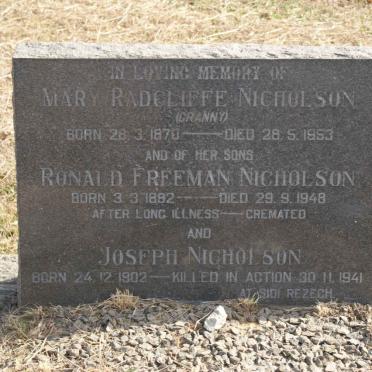 IN LOVING MEMORY OF
MARY RADCLIFFE NICHOLSON
(GRANNY)
BORN 28.3.1870 — DIED 28.5.1953
AND OF HER SONS
RONALD FREEMAN NICHOLSON
BORN 3.3.1892 — DIED 29.9.1948
AFTER LONG ILLNESS — CREMATED
AND
JOSEPH NICHOLSON
BORN 24.12.1902 — KILLED IN ACTION 30.11.1941
AT SIDI REZECH.